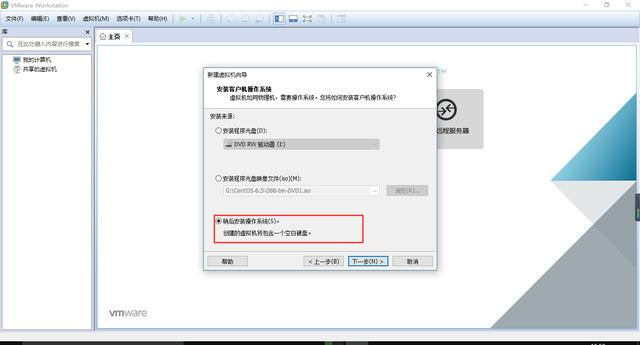 VMware Workstation
文件(F) 编辑(E) 查看(V) 虚拟机(M) 选项卡(T) 帮助(H)
库
在此处键入内容进行搜索
我的计算机
共享的虚拟机
主页
TM
远程服务器
新建虚拟机向导
安装客户机操作系统
虚拟机如同物理机，需要操作系统。您将如何安装客户机操作系统?
安装来源:
安装程序光盘(D):
DVD RW 驱动器 (I:)
安装程序光盘映像文件(iso)(M):
G:\CentOS-6.5-i386-bin-DVD1.iso
浏览(R)...
稍后安装操作系统(S)。
创建的虚拟机将包含一个空白硬盘。
帮助
< 上一步(B)
下一步(N) >
取消
vmware